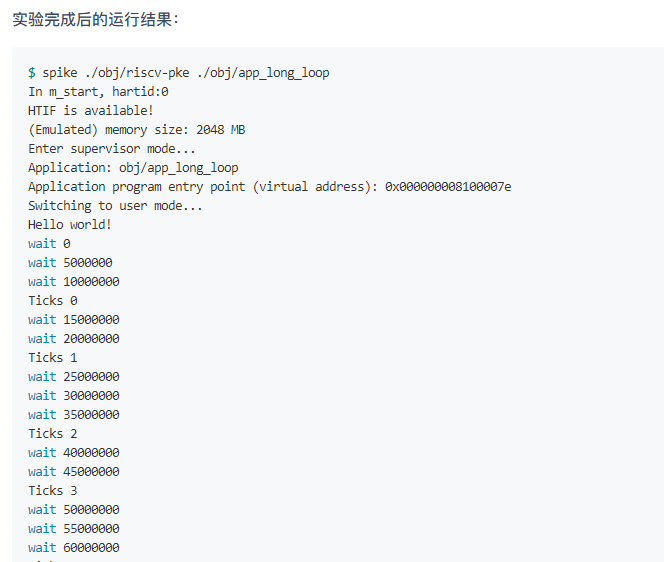 实验完成后的运行结果：
$ spike ./obj/riscv-pke ./obj/app_long_loop
In m_start, hartid:0
HTIF is available!
(Emulated) memory size: 2048 MB
Enter supervisor mode...
Application: obj/app_long_loop
Application program entry point (virtual address): 0x000000008100007e
Switching to user mode...
Hello world!
wait 0
wait 5000000
wait 10000000
Ticks 0
wait 15000000
wait 20000000
Ticks 1
wait 25000000
wait 30000000
wait 35000000
Ticks 2
wait 40000000
wait 45000000
Ticks 3
wait 50000000
wait 55000000
wait 60000000